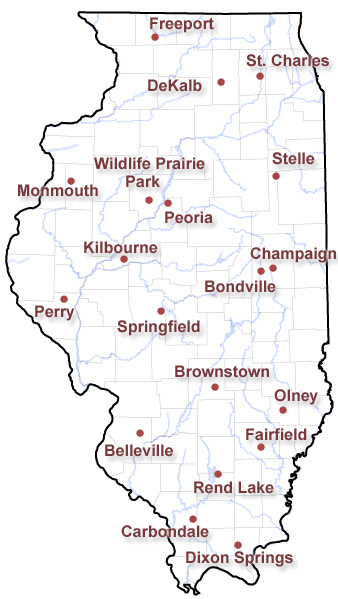 Freeport
St. Charles
DeKalb
Wildlife Prairie
Park
Stelle
Monmouth
Peoria
Kilbourne
Champaign
Bondville
Perry
Springfield
Brownstown
Olney
Fairfield
Belleville
Rend Lake
Carbondale
Dixon Springs